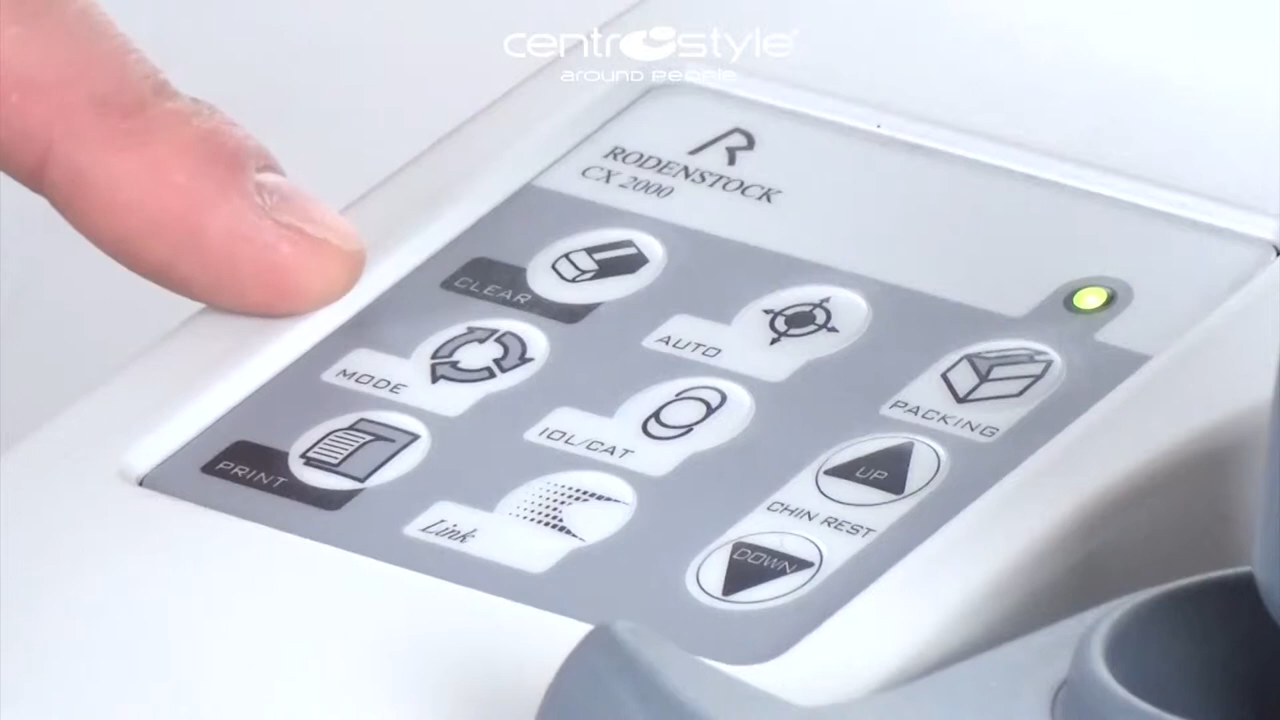 centrostyle
around people
RODENSTOCK
CX 2000
CLEAR
AUTO
PACKING
MODE
IOL/CAT
UP
CHIN REST
DOWN
PRINT
Link